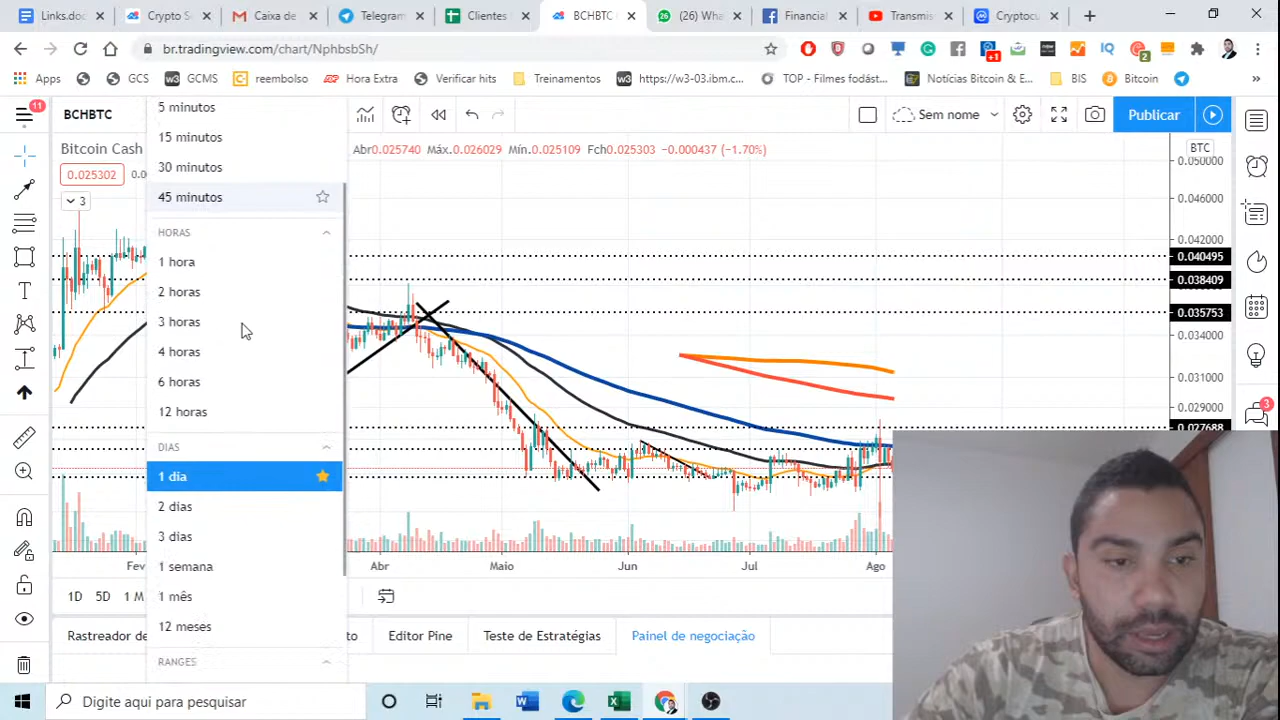 Links.doc
Crypto S
Caixa de
Telegram
Clientes
BCHBTC
(26) Wha
Financial
Transmis
Cryptocu
br.tradingview.com/chart/NphbsbSh/
+1
2
Apps
GCS
GCMS
reembolso
Hora Extra
Verificar hits
Treinamentos
https://w3-03.ibm.c...
TOP - Filmes fodást...
Notícias Bitcoin & E...
BIS
Bitcoin
»
11
BCHBTC
Sem nome
Publicar
Bitcoin Cash
Abr0.025740 Máx.0.026029 Mín.0.025109 Fch0.025303 −0.000437 (−1.70%)
BTC
0.025302
3
5 minutos
15 minutos
30 minutos
45 minutos
HORAS
1 hora
2 horas
3 horas
4 horas
6 horas
12 horas
DIAS
1 dia
2 dias
3 dias
1 semana
1 mês
12 meses
RANGES
0.050000
0.046000
0.042000
0.040495
0.038409
0.035753
0.034000
0.031000
0.029000
0.027688
3
Fev
Abr
Maio
Jun
Jul
Ago
1D
5D
1 M
Rastreador de
to
Editor Pine
Teste de Estratégias
Painel de negociação
Digite aqui para pesquisar